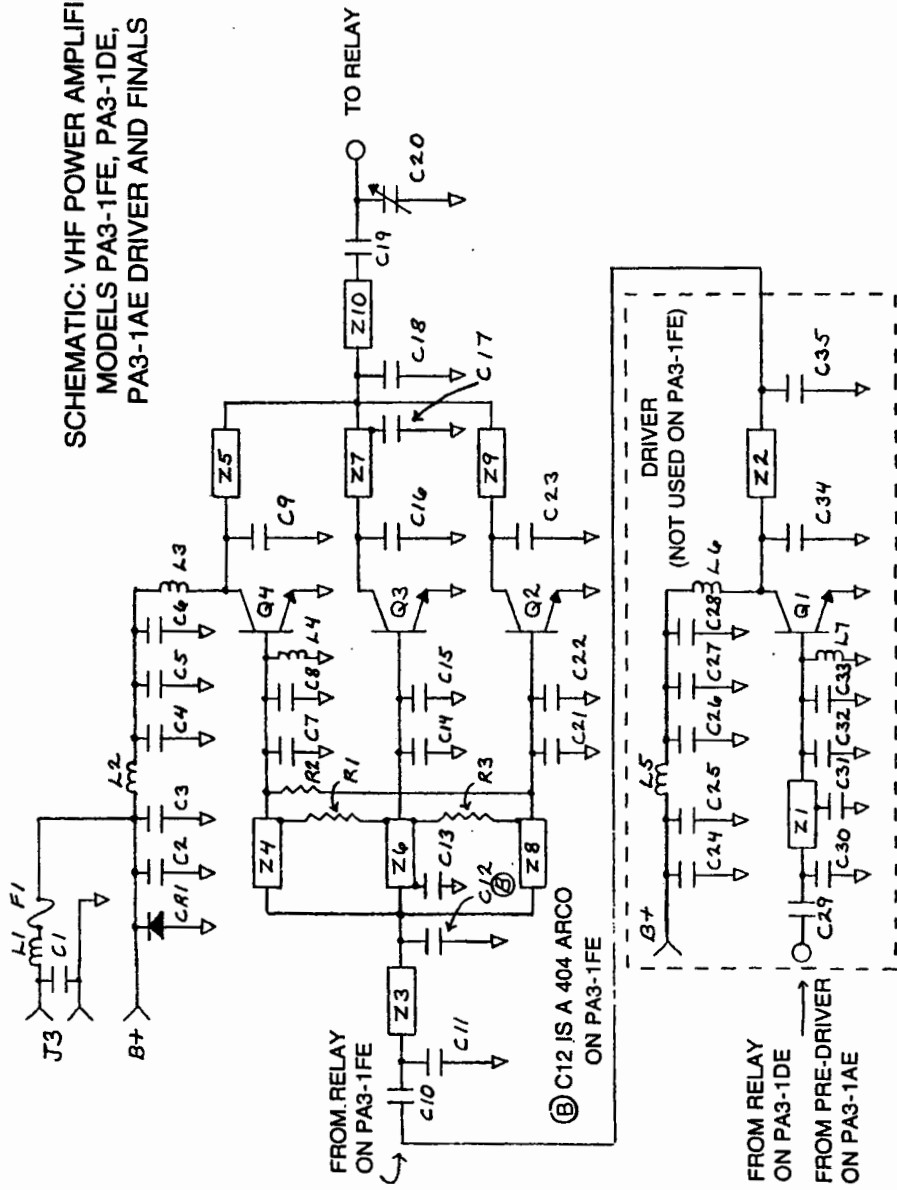 SCHEMATIC: VHF POWER AMPLIFI
MODELS PA3-1FE, PA3-1DE,
PA3-1AE DRIVER AND FINALS
J3
L1
F1
C1
B+
CR1
C2
C3
L2
C4
C5
C6
L3
Z5
Q4
C9
L4
C8
C7
R2
R1
Z4
Z7
C16
C17
C18
Z10
C19
C20
TO RELAY
Q3
C15
C14
Z6
C13
R3
Z9
C23
Q2
C22
C21
Z8
C12
B
Z3
C11
C10
FROM RELAY
ON PA3-1FE
B C12 IS A 404 ARCO
ON PA3-1FE
DRIVER
(NOT USED ON PA3-1FE)
B+
C24
C25
L5
C26
C27
C28
L6
Z2
C35
C34
Q1
L7
C33
C32
C31
Z1
C30
C29
FROM RELAY
ON PA3-1DE
FROM PRE-DRIVER
ON PA3-1AE